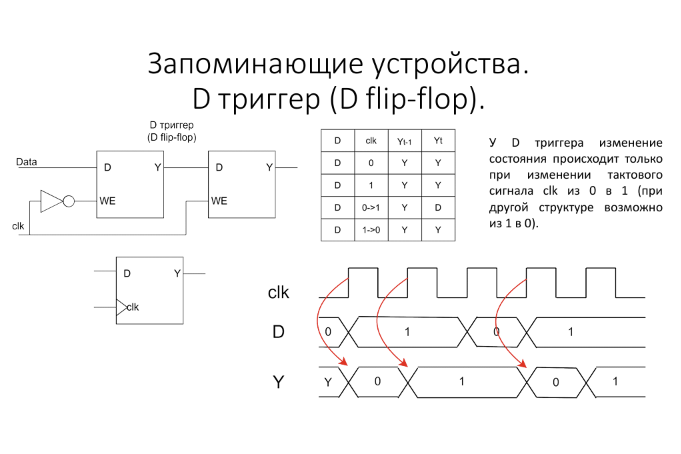 Запоминающие устройства.
D триггер (D flip-flop).
D триггер
(D flip-flop)
Data
D Y D Y
WE WE
clk
D Y
clk
D clk Yt-1 Yt
D 0 Y Y
D 1 Y Y
D 0->1 Y D
D 1->0 Y Y
У D триггера изменение
состояния происходит только
при изменении тактового
сигнала clk из 0 в 1 (при
другой структуре возможно
из 1 в 0).
clk
D 0 1 0 1
Y Y 0 1 0 1